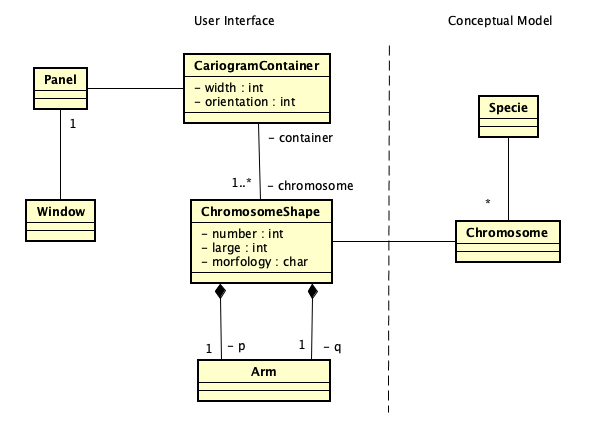 User Interface
Conceptual Model
CariogramContainer
- width : int
- orientation : int
Panel
1
Window
- container
1..*
- chromosome
ChromosomeShape
- number : int
- large : int
- morfology : char
1
- p
1
- q
Arm
Specie
*
Chromosome